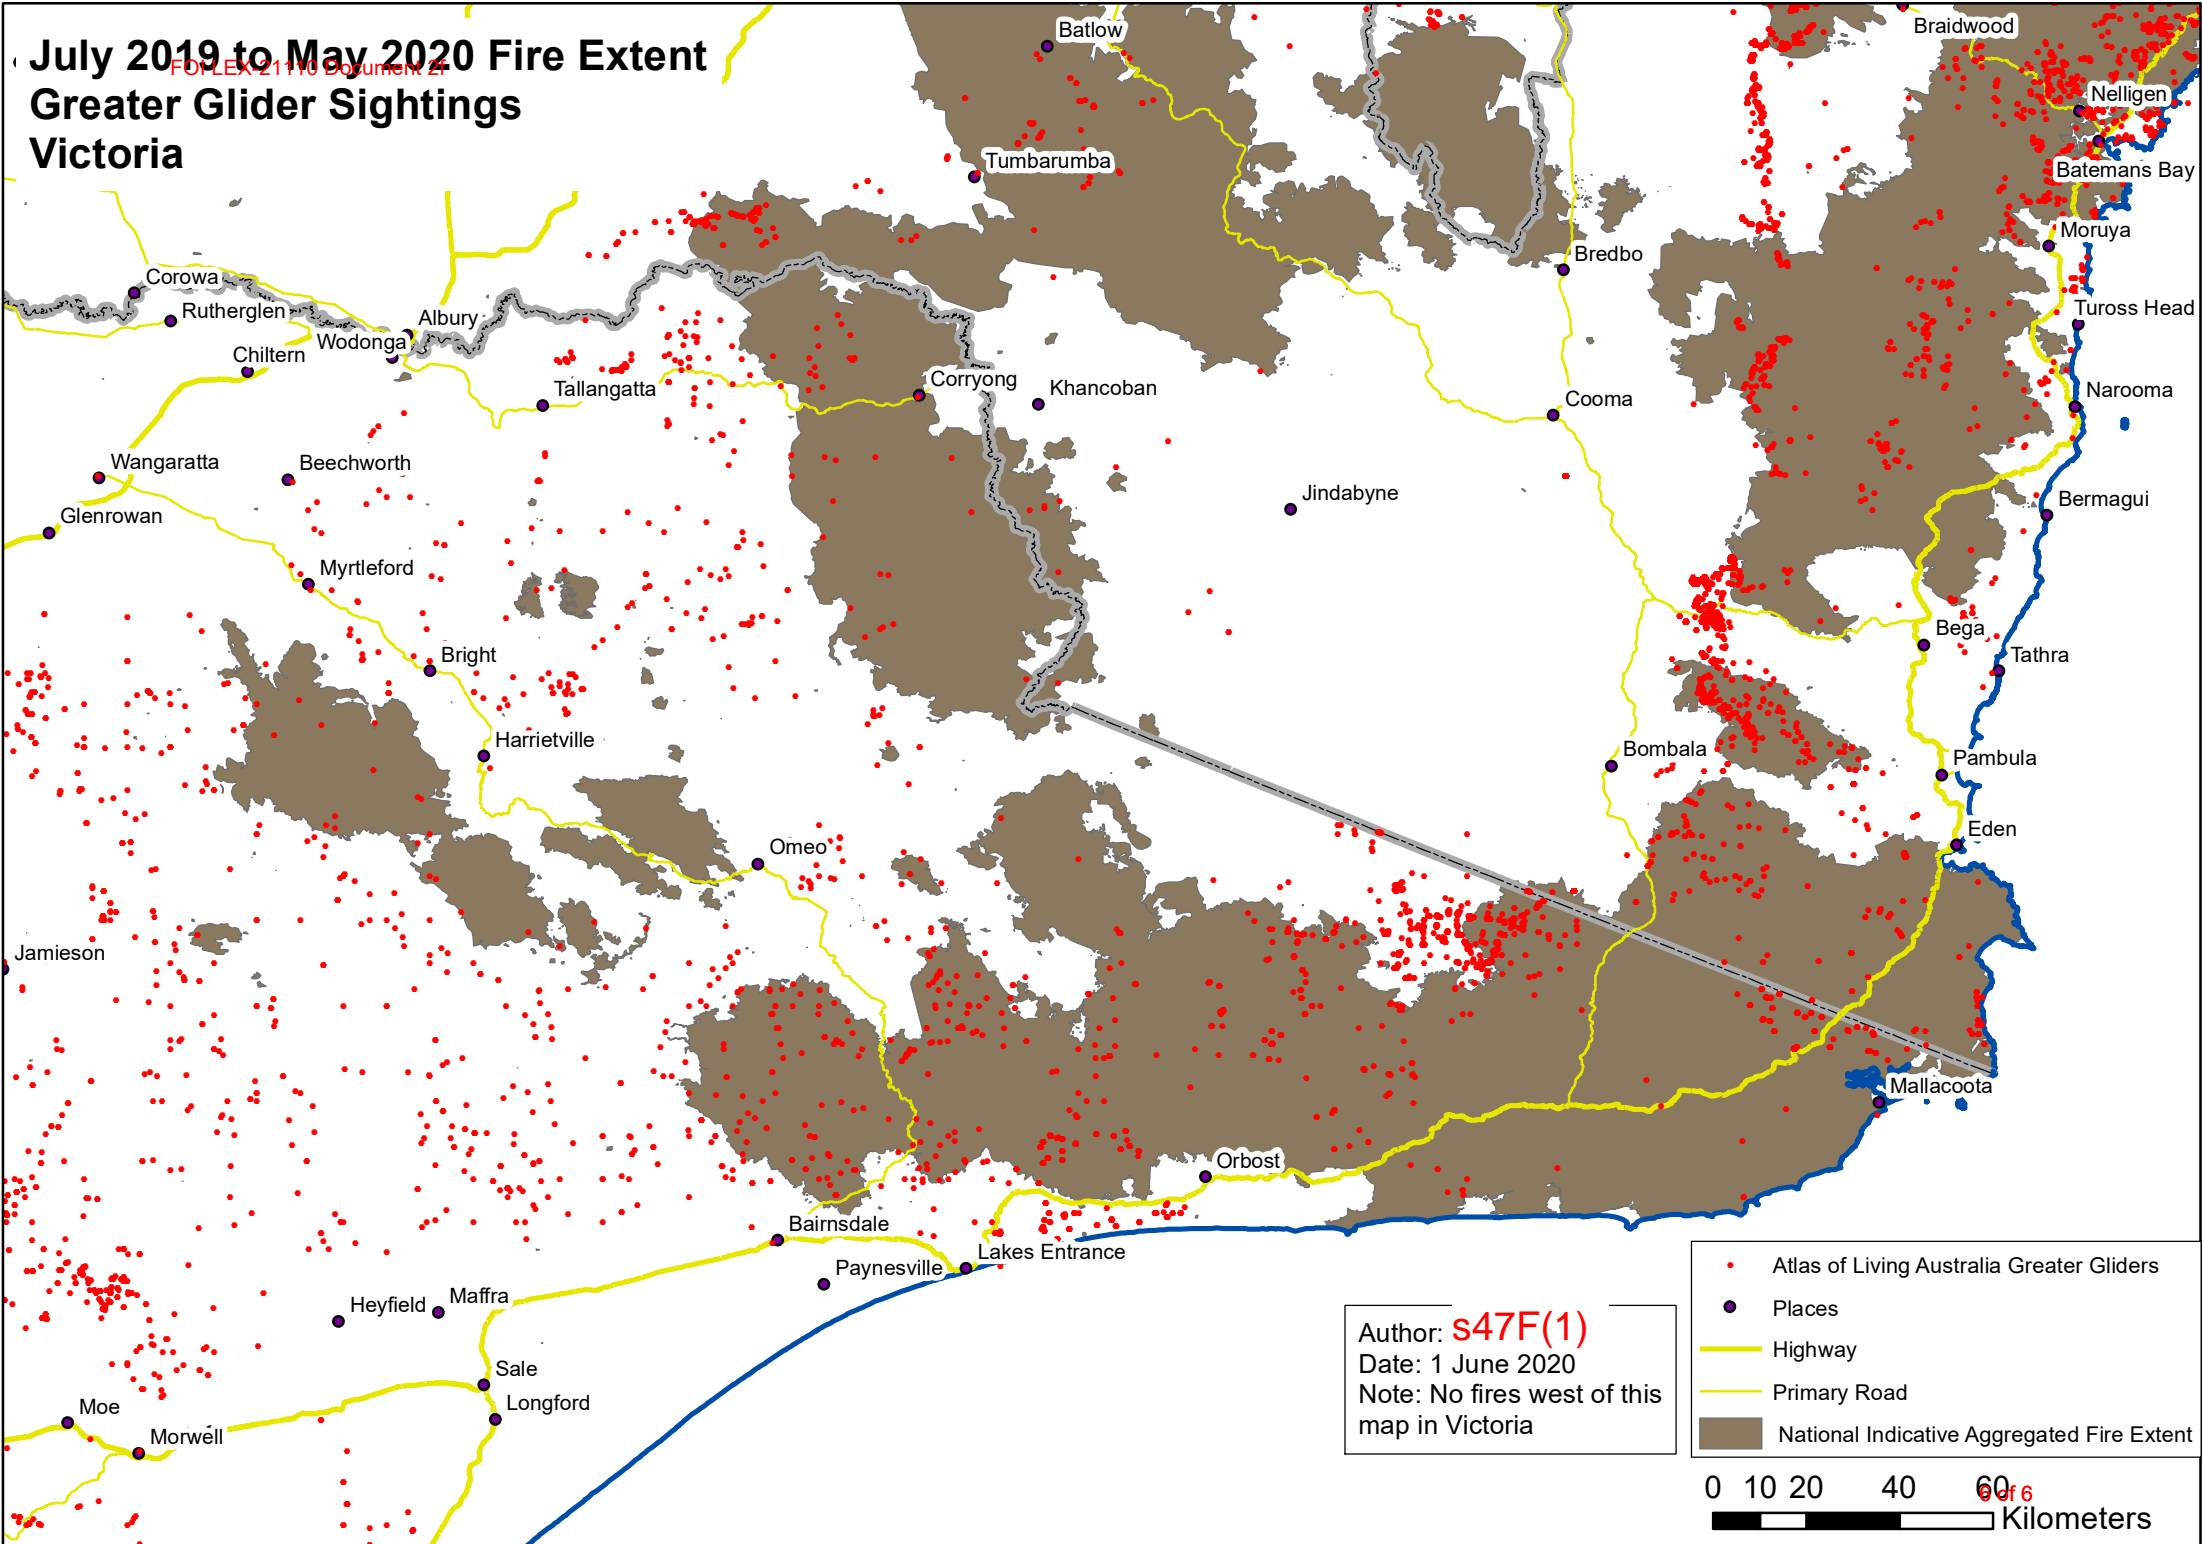 July 2019 to May 2020 Fire Extent
FOI LEX-21110 Document 2f
Greater Glider Sightings
Victoria
Batlow
Braidwood
Nelligen
Tumbarumba
Batemans Bay
Moruya
Bredbo
Corowa
Rutherglen
Albury
Tuross Head
Wodonga
Chiltern
Corryong
Khancoban
Tallangatta
Narooma
Cooma
Wangaratta
Beechworth
Jindabyne
Bermagui
Glenrowan
Myrtleford
Bega
Bright
Tathra
Harrietville
Bombala
Pambula
Eden
Omeo
Jamieson
Mallacoota
Orbost
Bairnsdale
Lakes Entrance
Paynesville
Heyfield
Maffra
Sale
Longford
Moe
Morwell
Author: s47F(1)
Date: 1 June 2020
Note: No fires west of this
map in Victoria
Atlas of Living Australia Greater Gliders
Places
Highway
Primary Road
National Indicative Aggregated Fire Extent
0 10 20 40 60
6 of 6
Kilometers